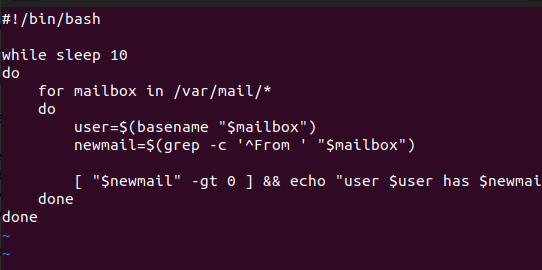 #!/bin/bash
while sleep 10
do
for mailbox in /var/mail/*
do
user=$(basename "$mailbox")
newmail=$(grep -c '^From ' "$mailbox")
[ "$newmail" -gt 0 ] && echo "user $user has $newmai
done
done
~
~